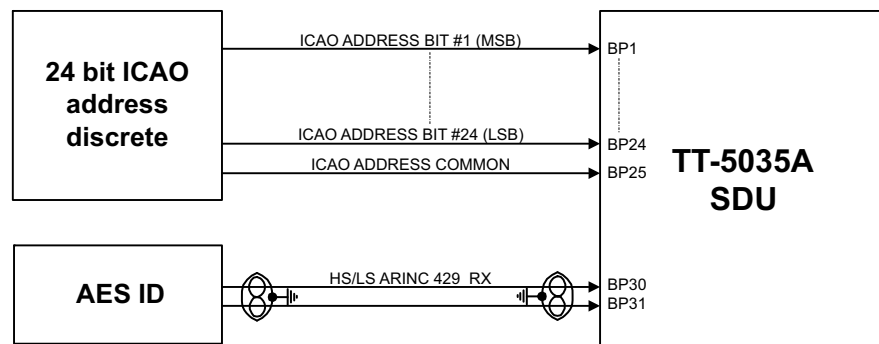 24 bit ICAO
address
discrete
ICAO ADDRESS BIT #1 (MSB)
BP1
ICAO ADDRESS BIT #24 (LSB)
BP24
ICAO ADDRESS COMMON
BP25
TT-5035A
SDU
AES ID
HS/LS ARINC 429 RX
BP30
BP31